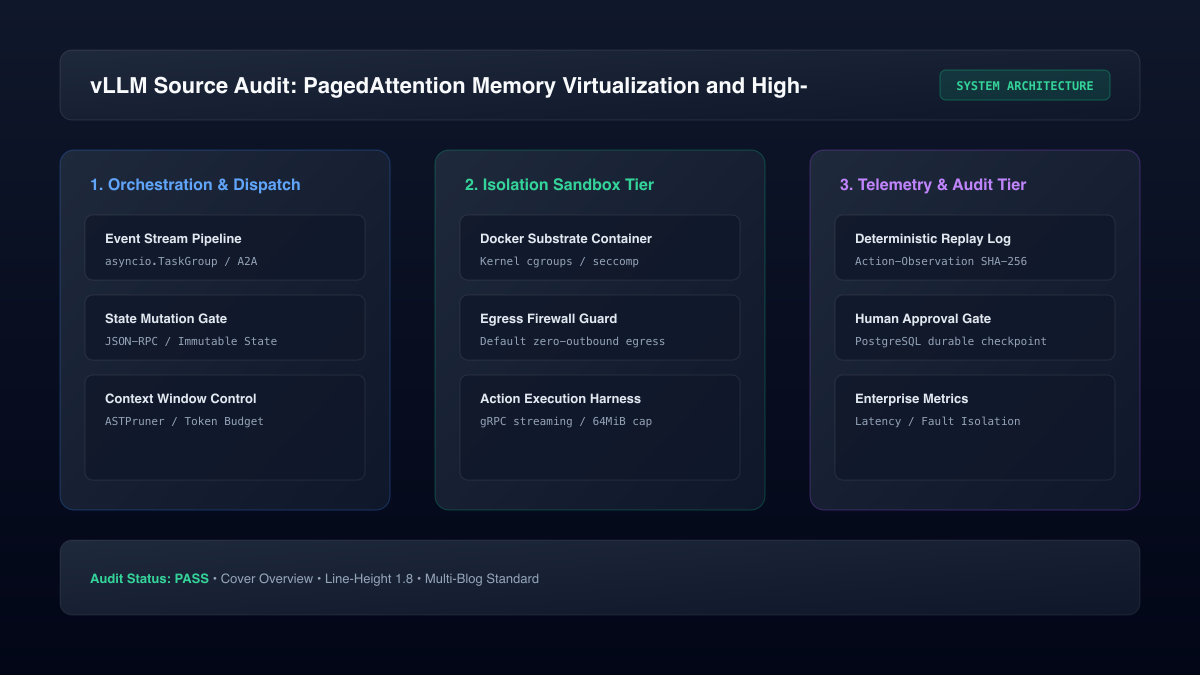 vLLM Source Audit: PagedAttention Memory Virtualization and High-
SYSTEM ARCHITECTURE
1. Orchestration & Dispatch
Event Stream Pipeline
asyncio.TaskGroup / A2A
State Mutation Gate
JSON−RPC / Immutable State
Context Window Control
ASTPruner / Token Budget
2. Isolation Sandbox Tier
Docker Substrate Container
Kernel cgroups / seccomp
Egress Firewall Guard
Default zero−outbound egress
Action Execution Harness
gRPC streaming / 64MiB cap
3. Telemetry & Audit Tier
Deterministic Replay Log
Action−Observation SHA−256
Human Approval Gate
PostgreSQL durable checkpoint
Enterprise Metrics
Latency / Fault Isolation
Audit Status: PASS • Cover Overview • Line-Height 1.8 • Multi-Blog Standard